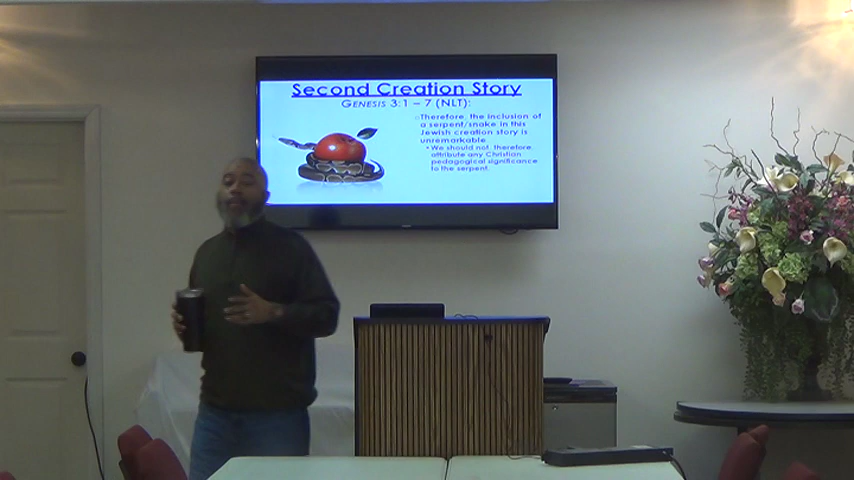 Second Creation Story
Genesis 3:1 – 7 (NLT):
Therefore, the inclusion of
a serpent/snake in this
Jewish creation story is
unremarkable.
• We should not, therefore,
attribute any Christian
pedagogical significance
to the serpent.